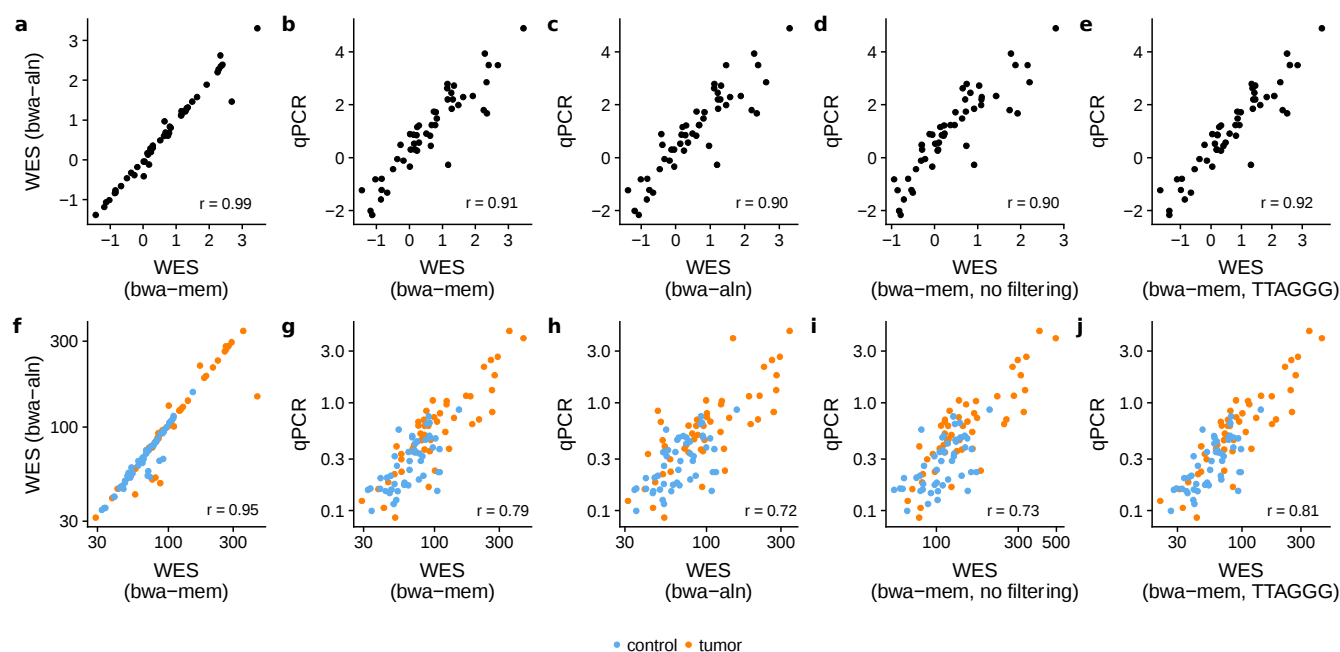 a
WES (bwa−aln)
3
2
1
0
−1
r = 0.99
−1 0 1 2 3
WES
(bwa−mem)
b
qPCR
4
2
0
−2
r = 0.91
−1 0 1 2 3
WES
(bwa−mem)
c
qPCR
4
2
0
−2
r = 0.90
−1 0 1 2 3
WES
(bwa−aln)
d
qPCR
4
2
0
−2
r = 0.90
−1 0 1 2 3
WES
(bwa−mem, no filtering)
e
qPCR
4
2
0
−2
r = 0.92
−1 0 1 2 3
WES
(bwa−mem, TTAGGG)
f
WES (bwa−aln)
300
100
30
r = 0.95
30 100 300
WES
(bwa−mem)
g
qPCR
3.0
1.0
0.3
0.1
r = 0.79
30 100 300
WES
(bwa−mem)
h
qPCR
3.0
1.0
0.3
0.1
r = 0.72
30 100 300
WES
(bwa−aln)
i
qPCR
3.0
1.0
0.3
0.1
r = 0.73
100 300 500
WES
(bwa−mem, no filtering)
j
qPCR
3.0
1.0
0.3
0.1
r = 0.81
30 100 300
WES
(bwa−mem, TTAGGG)
control tumor